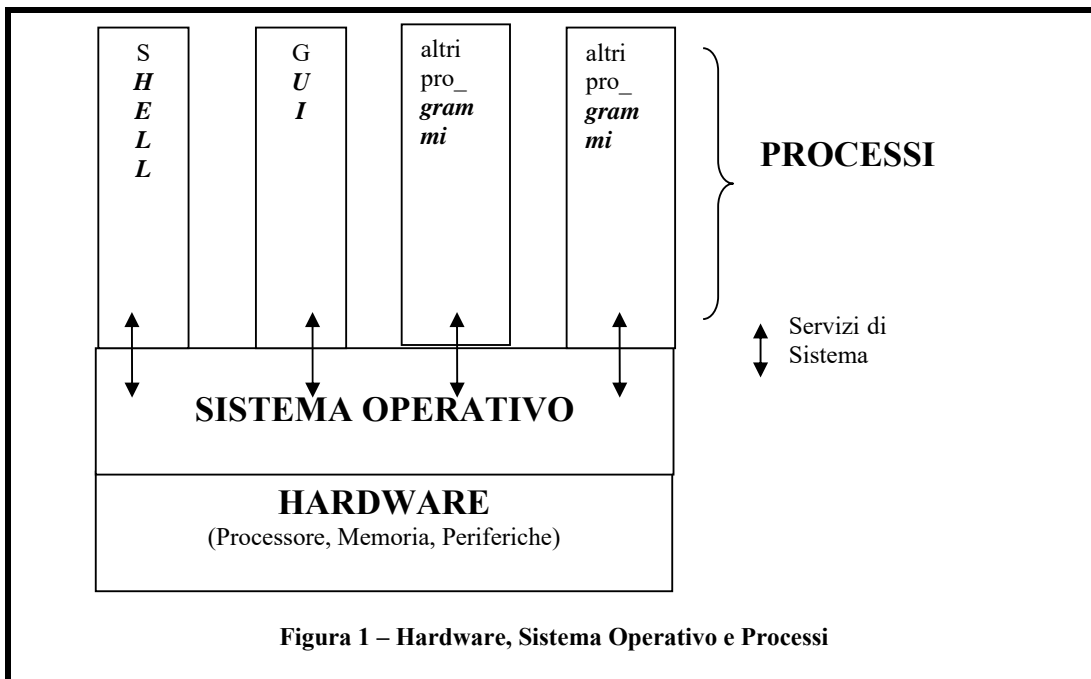 S
H
E
L
L
G
U
I
altri
pro_
gram
mi
altri
pro_
gram
mi
PROCESSI
Servizi di
Sistema
SISTEMA OPERATIVO
HARDWARE
(Processore, Memoria, Periferiche)
Figura 1 – Hardware, Sistema Operativo e Processi